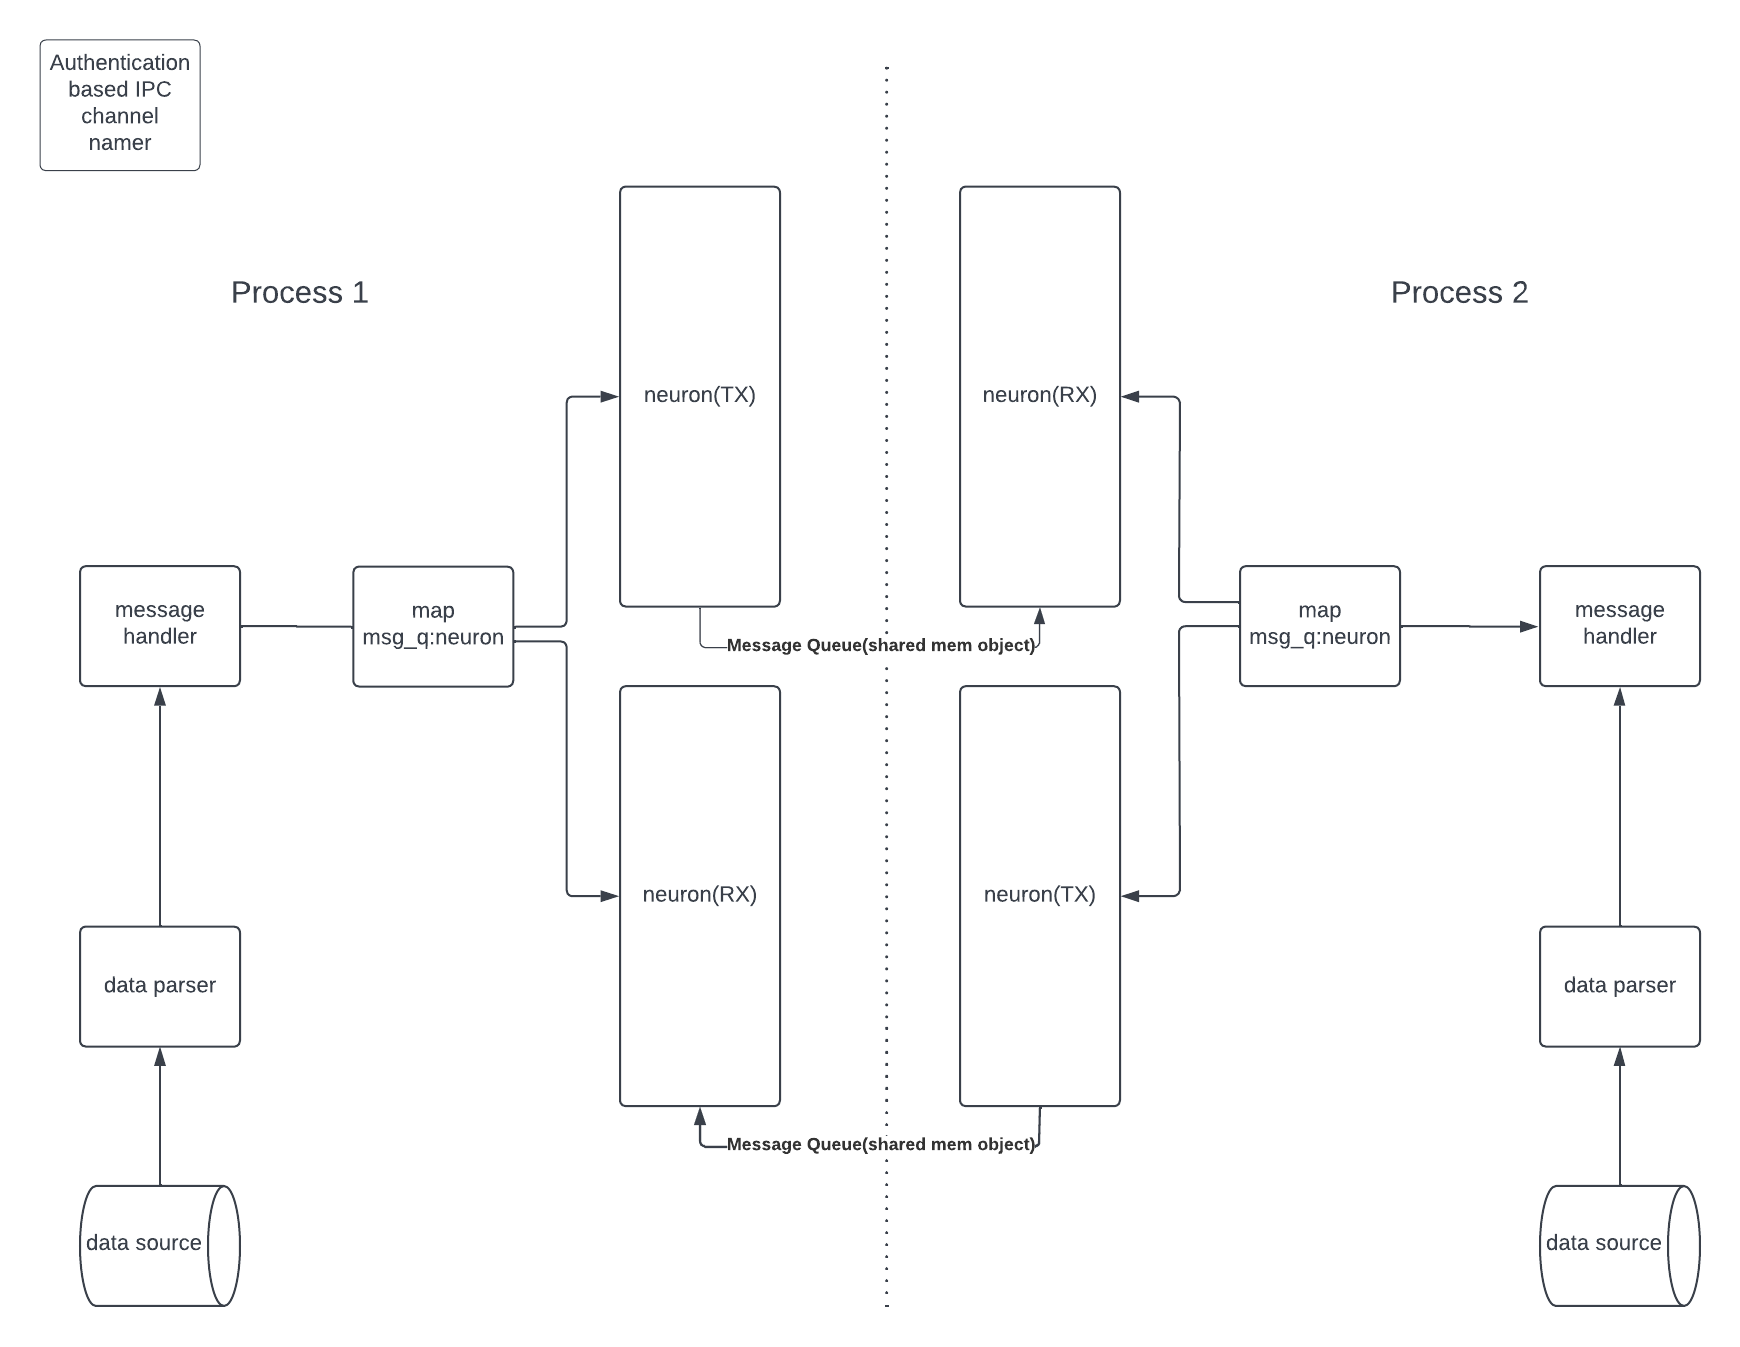 Authentication
based IPC
channel
namer
Process 1
Process 2
neuron(TX)
neuron(RX)
message
handler
map
msg_q:neuron
Message Queue(shared mem object)
map
msg_q:neuron
message
handler
neuron(RX)
neuron(TX)
data parser
data parser
Message Queue(shared mem object)
data source
data source